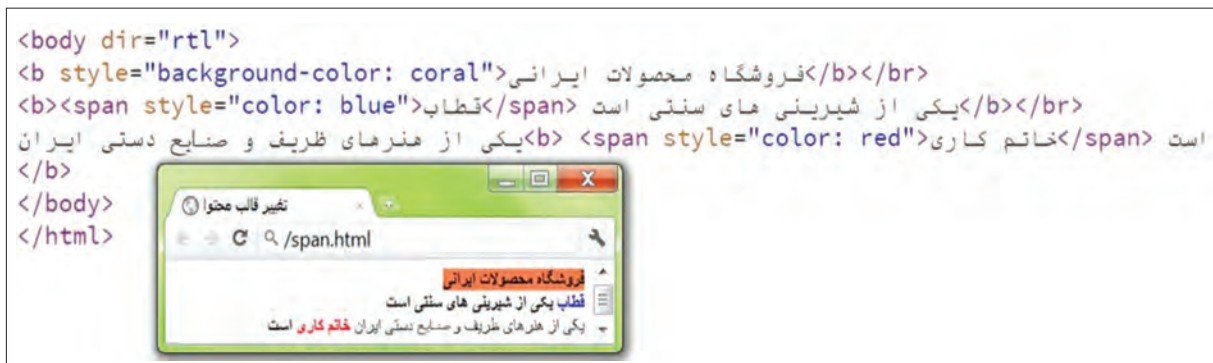 <body dir="rtl">
<b style="background-color: coral">فروشگاه محصولات ایرانی</b></br>
<b><span style="color: blue">قطاب</span> یکی از شیرینی های سنتی است</b></br>
یکی از هنرهای ظریف و صنایع دستی ایران<b> <span style="color: red">خاتم کاری</span> است
</b>
</body>
</html>
تغییر قالب محتوا
/span.html
فروشگاه محصولات ایرانی
قطاب یکی از شیرینی های سنتی است
یکی از هنرهای ظریف و صنایع دستی ایران خاتم کاری است